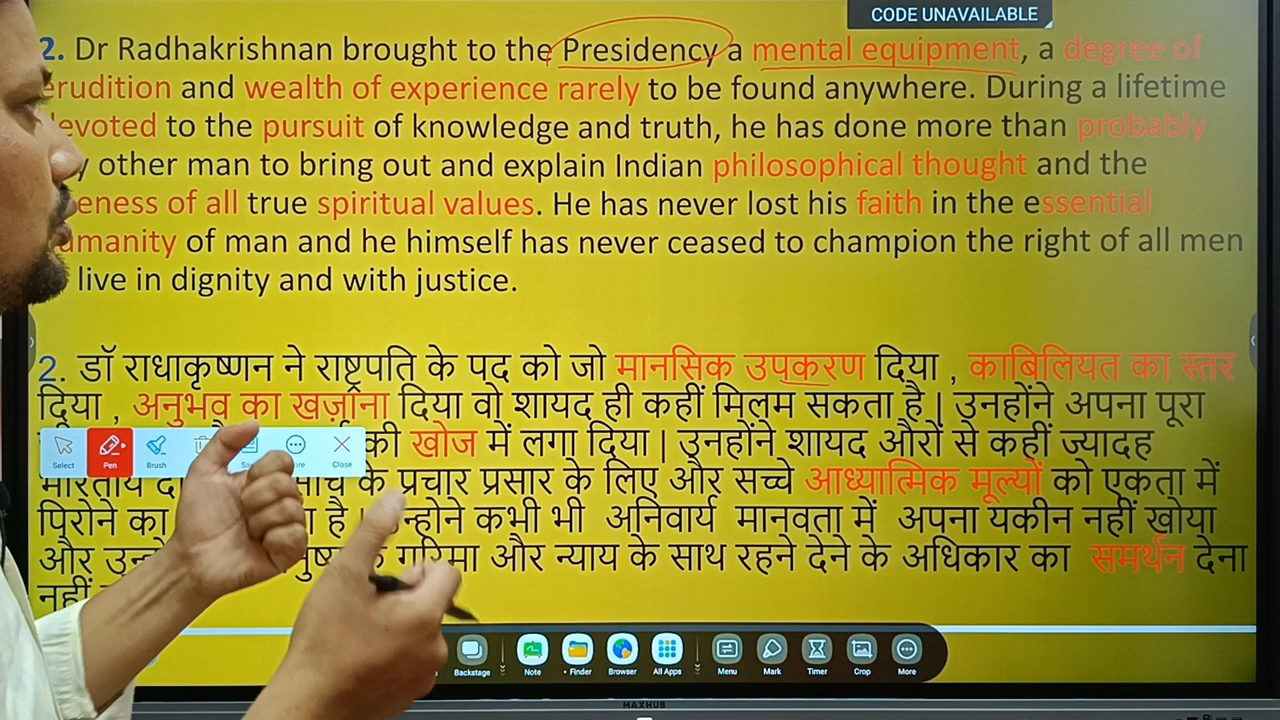 CODE UNAVAILABLE
2. Dr Radhakrishnan brought to the Presidency a mental equipment, a degree of
erudition and wealth of experience rarely to be found anywhere. During a lifetime
devoted to the pursuit of knowledge and truth, he has done more than probably
other man to bring out and explain Indian philosophical thought and the
eness of all true spiritual values. He has never lost his faith in the essential
umanity of man and he himself has never ceased to champion the right of all men
live in dignity and with justice.
2. डॉ राधाकृष्णन ने राष्ट्रपति के पद को जो मानसिक उपकरण दिया , काबिलियत का स्तर
दिया , अनुभव का खज़ाना दिया वो शायद ही कहीं मिलम सकता है | उनहोंने अपना पूरा
की खोज में लगा दिया | उनहोंने शायद औरों से कहीं ज्यादह
भारतीय के प्रचार प्रसार के लिए और सच्चे आध्यात्मिक मूल्यों को एकता में
पिरोने का है | कभी भी अनिवार्य मानवता में अपना यकीन नहीं खोया
और गरिमा और न्याय के साथ रहने देने के अधिकार का समर्थन देना
नहीं
Select Pen Brush Close
Backstage Note Finder Browser All Apps Menu Mark Timer Crop More
MAXHUB